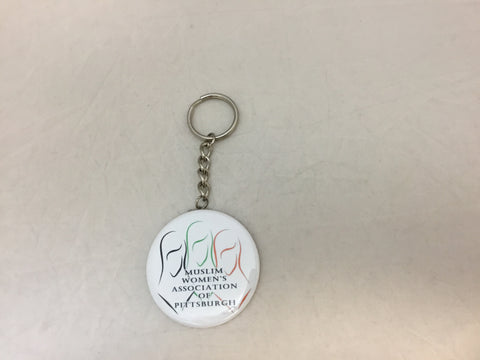 MUSLIM
WOMEN'S
ASSOCIATION
OF
PITTSBURGH